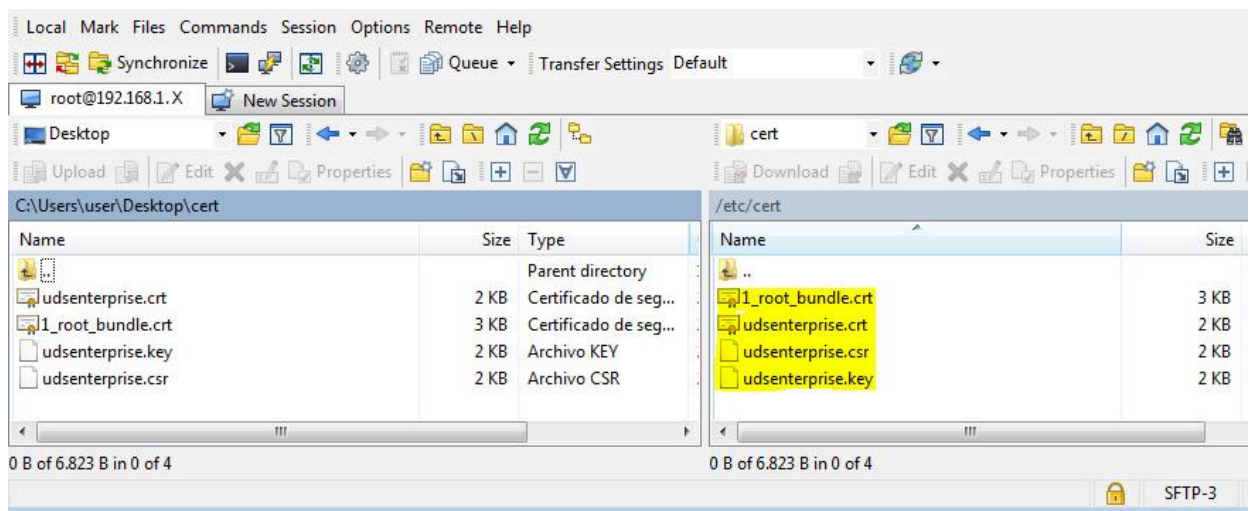 Local Mark Files Commands Session Options Remote Help
Synchronize Queue Transfer Settings Default
root@192.168.1.X New Session
Desktop cert
Upload Edit Properties Download Edit Properties
C:\Users\user\Desktop\cert /etc/cert
Name Size Type Name Size
.. Parent directory ..
udsenterprise.crt 2 KB Certificado de seg... 1_root_bundle.crt 3 KB
1_root_bundle.crt 3 KB Certificado de seg... udsenterprise.crt 2 KB
udsenterprise.key 2 KB Archivo KEY udsenterprise.csr 2 KB
udsenterprise.csr 2 KB Archivo CSR udsenterprise.key 2 KB
0 B of 6.823 B in 0 of 4 0 B of 6.823 B in 0 of 4
SFTP-3